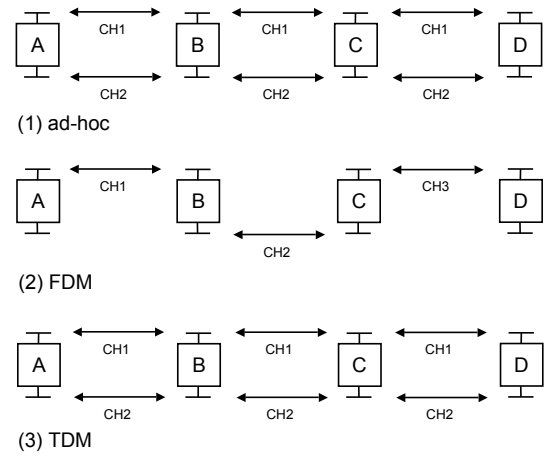 CH1 CH1 CH1
A B C D
CH2 CH2 CH2
(1) ad-hoc
CH1 CH3
A B C D
CH2
(2) FDM
CH1 CH1 CH1
A B C D
CH2 CH2 CH2
(3) TDM